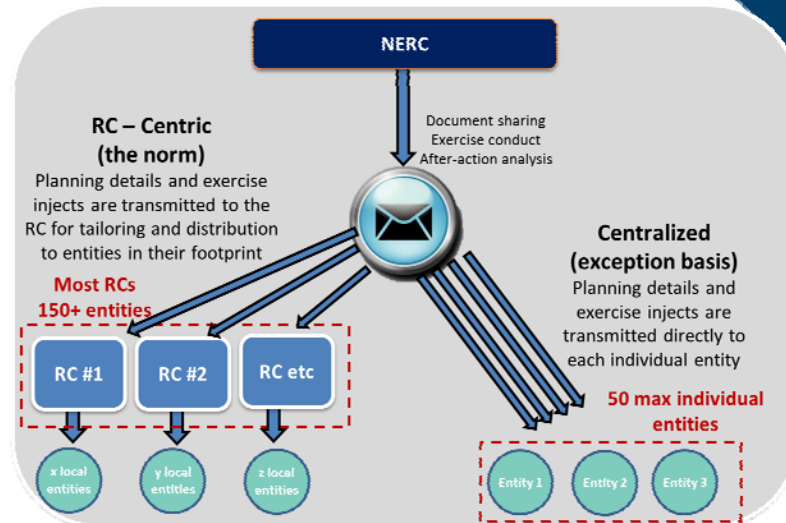 NERC
Document sharing
Exercise conduct
After-action analysis
RC – Centric
(the norm)
Planning details and exercise
injects are transmitted to the
RC for tailoring and distribution
to entities in their footprint
Most RCs
150+ entities
RC #1
RC #2
RC etc
x local
entities
y local
entities
z local
entities
Centralized
(exception basis)
Planning details and
exercise injects are
transmitted directly to
each individual entity
50 max individual
entities
Entity 1
Entity 2
Entity 3